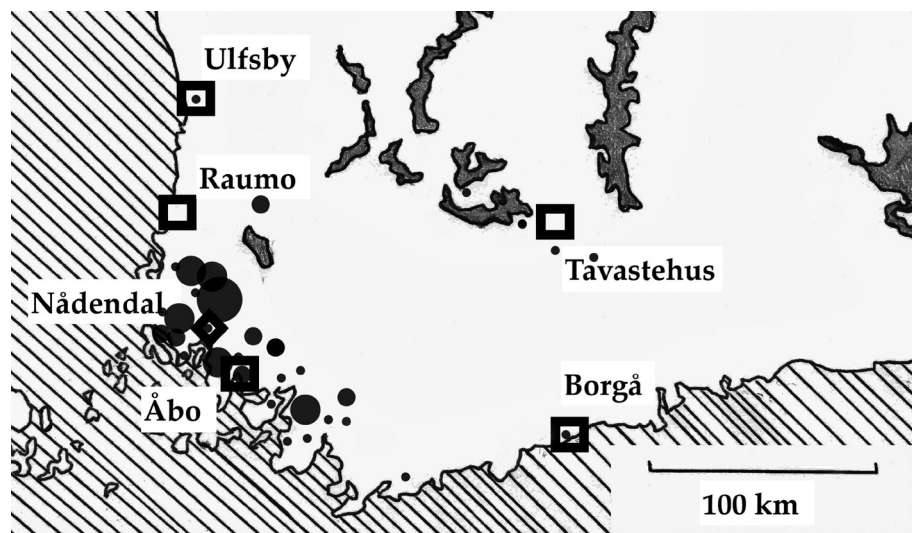 Ulfsby
Raumo
Tavastehus
Nådendal
Åbo
Borgå
100 km